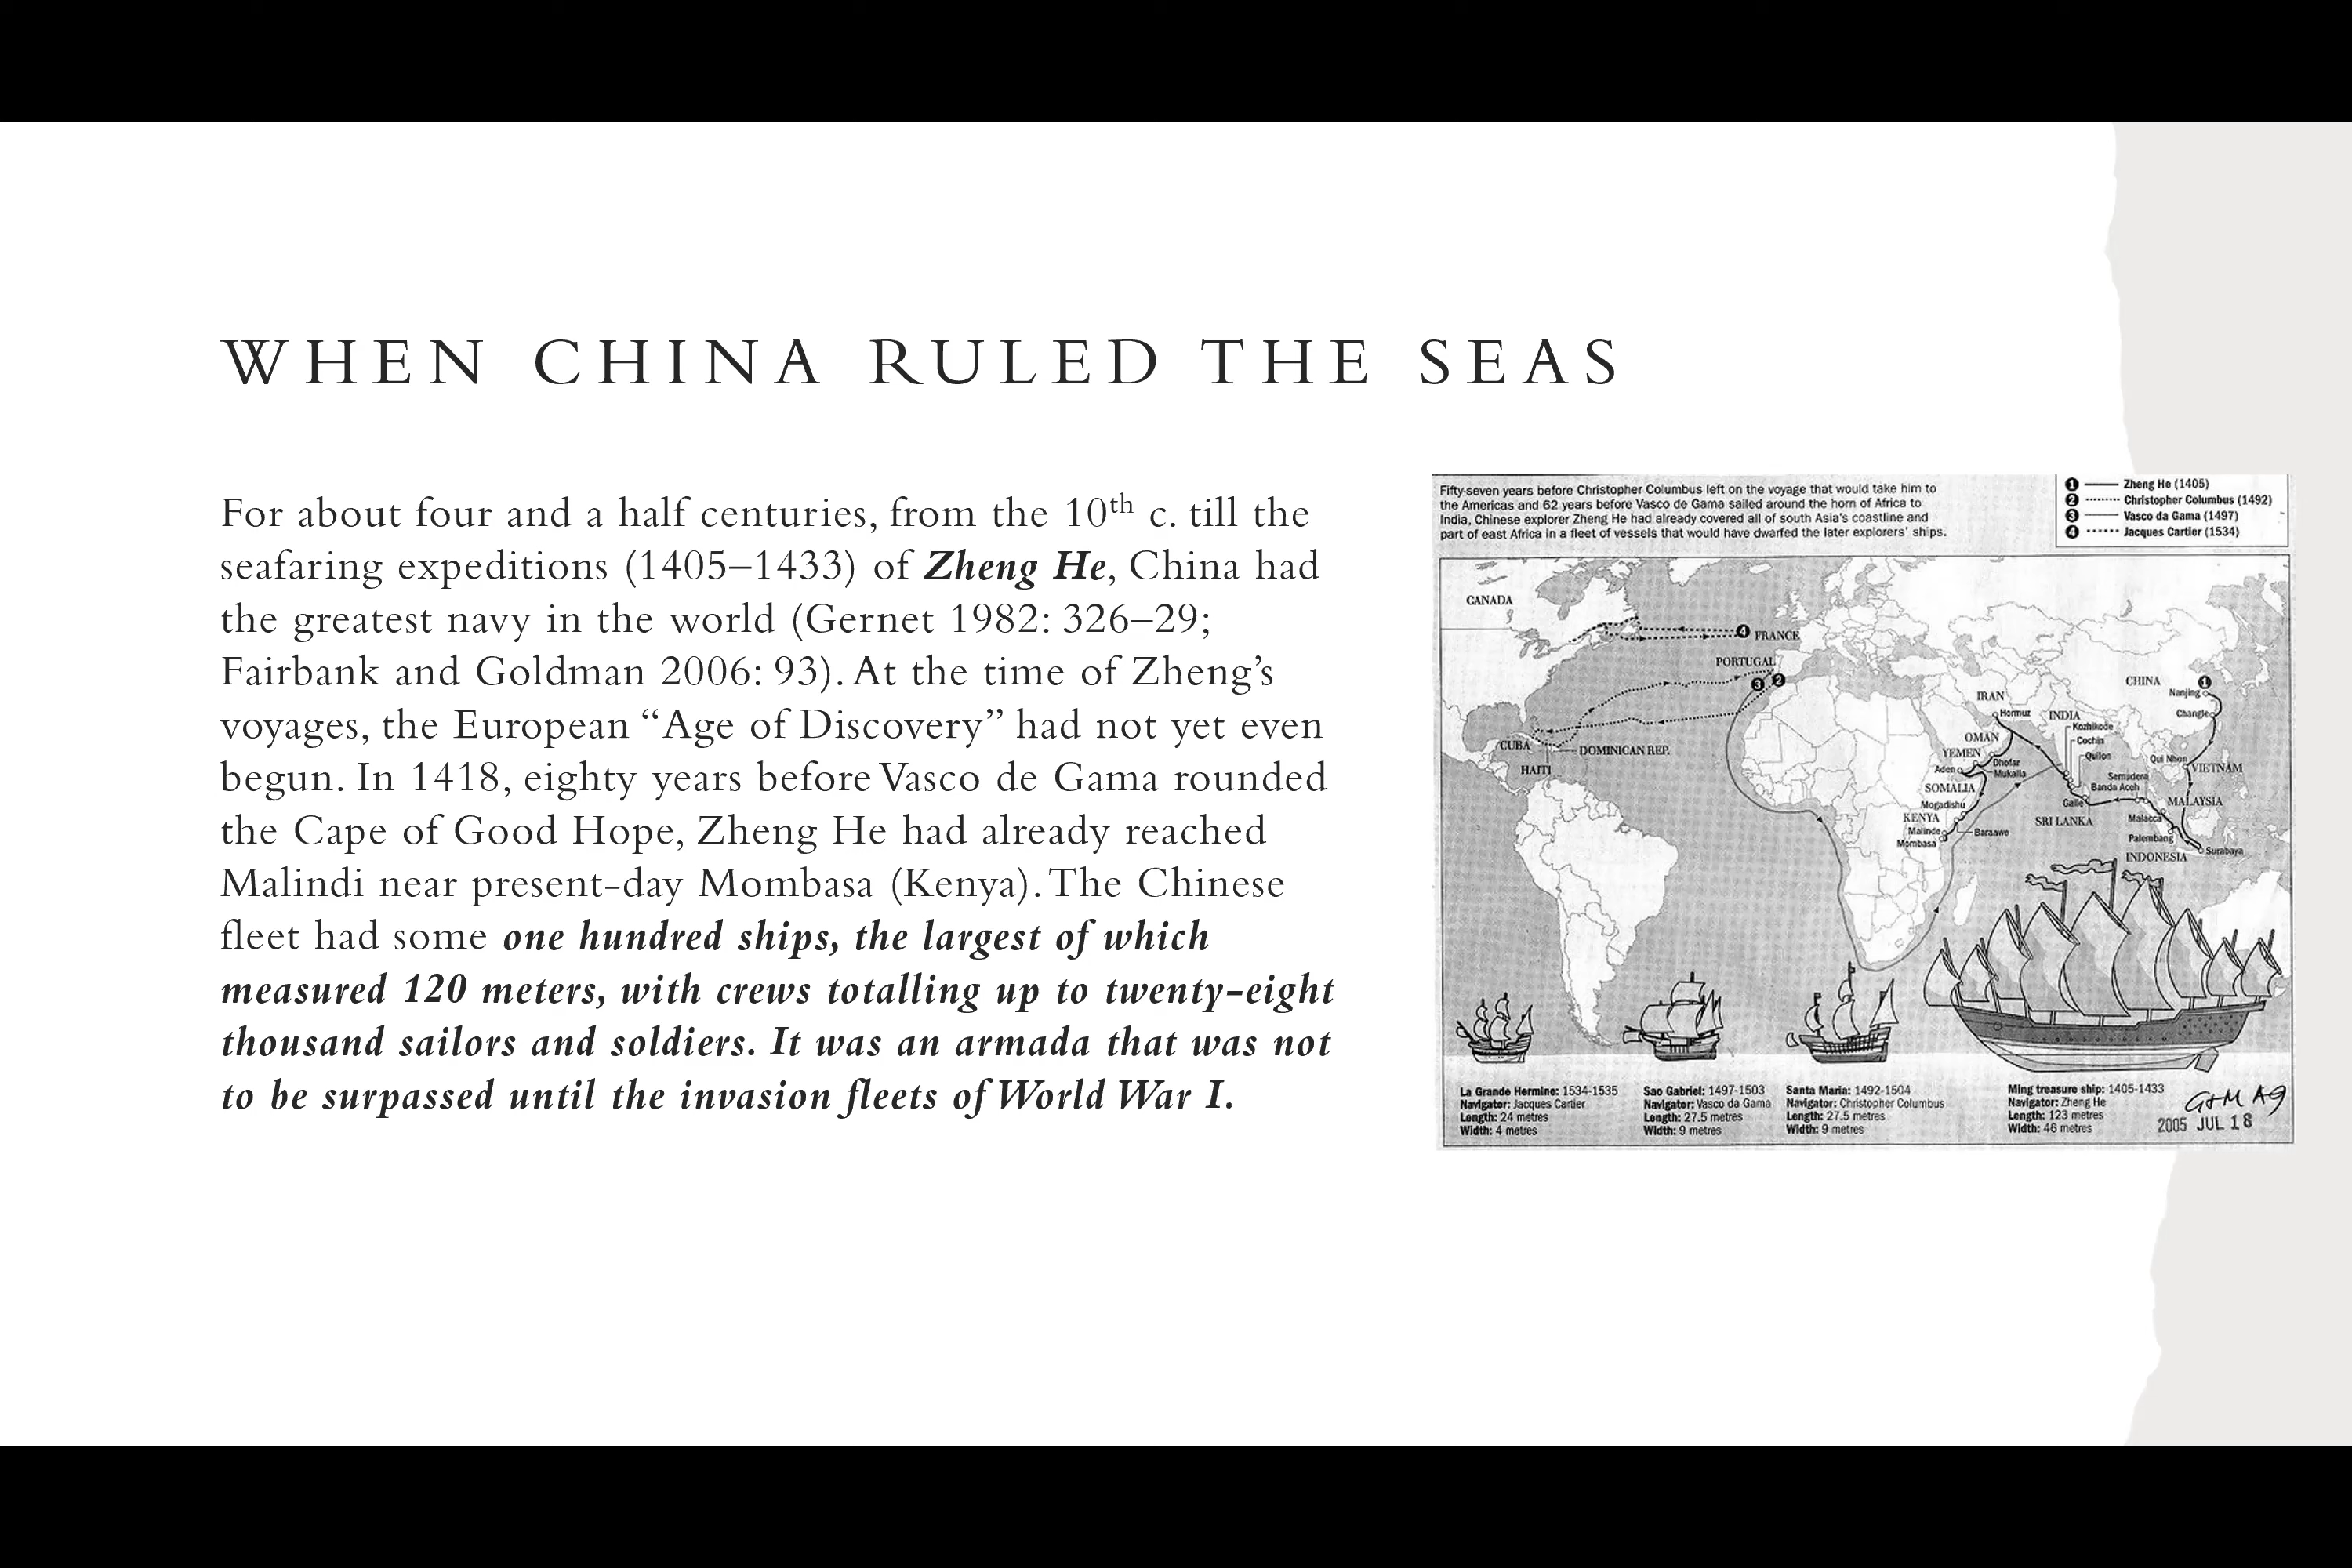 WHEN CHINA RULED THE SEAS
For about four and a half centuries, from the 10th c. till the
seafaring expeditions (1405–1433) of Zheng He, China had
the greatest navy in the world (Gernet 1982: 326–29;
Fairbank and Goldman 2006: 93). At the time of Zheng’s
voyages, the European “Age of Discovery” had not yet even
begun. In 1418, eighty years before Vasco de Gama rounded
the Cape of Good Hope, Zheng He had already reached
Malindi near present-day Mombasa (Kenya). The Chinese
fleet had some one hundred ships, the largest of which
measured 120 meters, with crews totalling up to twenty-eight
thousand sailors and soldiers. It was an armada that was not
to be surpassed until the invasion fleets of World War I.
Fifty-seven years before Christopher Columbus left on the voyage that would take him to
the Americas and 62 years before Vasco de Gama sailed around the horn of Africa to
India, Chinese explorer Zheng He had already covered all of south Asia's coastline and
part of east Africa in a fleet of vessels that would have dwarfed the later explorers' ships.
1 Zheng He (1405)
2 Christopher Columbus (1492)
3 Vasco da Gama (1497)
4 Jacques Cartier (1534)
CANADA
4 FRANCE
PORTUGAL
3 2
CHINA 1
Nanjing
IRAN
Hormuz
INDIA
Changle
Kozhikode
OMAN
Cochin
CUBA
DOMINICAN REP.
YEMEN
Quilon
Qui Nhon
Dhofar
VIETNAM
HAITI
Aden
Mukalla
Semudera
SOMALIA
Banda Aceh
Mogadishu
Galle
MALAYSIA
KENYA
SRI LANKA
Malacca
Malinde
Baraawe
Mombasa
Palembang
Surabaya
INDONESIA
La Grande Hermine: 1534-1535
Navigator: Jacques Cartier
Length: 24 metres
Width: 4 metres
Sao Gabriel: 1497-1503
Navigator: Vasco da Gama
Length: 27.5 metres
Width: 9 metres
Santa Maria: 1492-1504
Navigator: Christopher Columbus
Length: 27.5 metres
Width: 9 metres
Ming treasure ship: 1405-1433
Navigator: Zheng He
Length: 123 metres
Width: 46 metres
G+M A9
2005 JUL 18